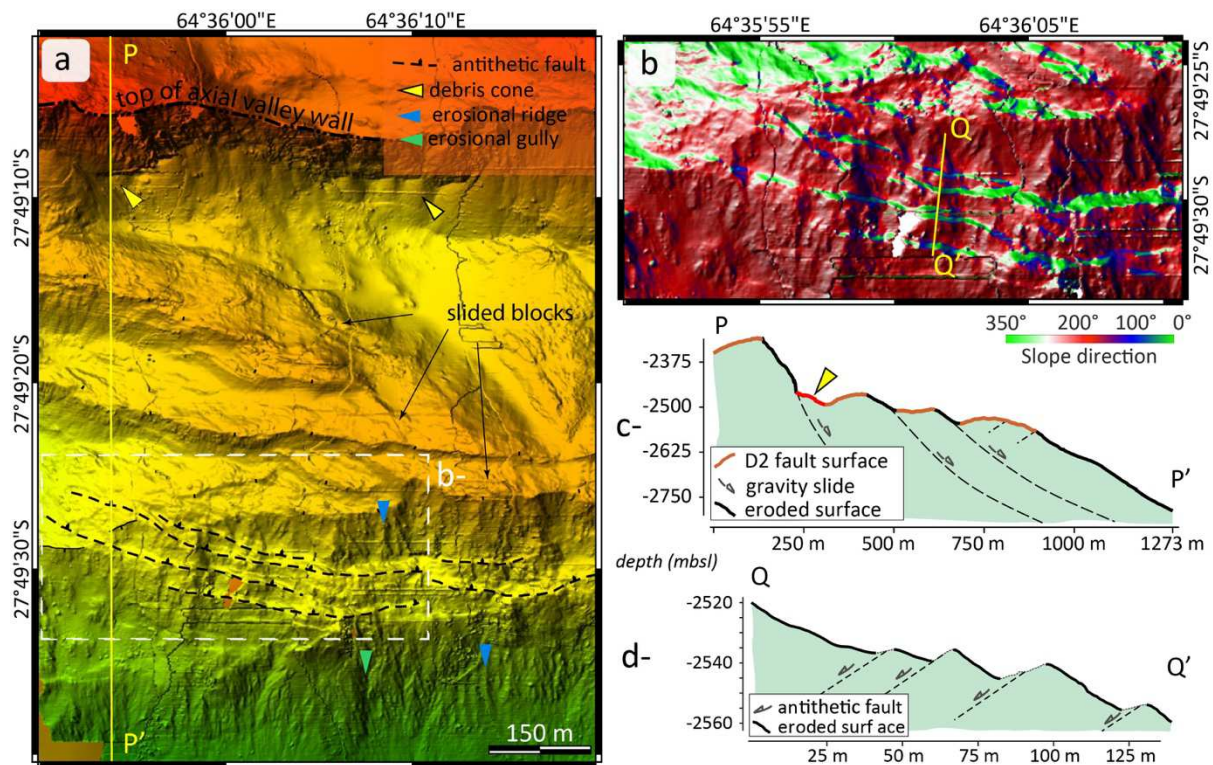 64°36'00"E
64°36'10"E
64°35'55"E
64°36'05"E
a
P
antithetic fault
debris cone
erosional ridge
erosional gully
top of axial valley wall
27°49'10"S
27°49'20"S
27°49'30"S
slided blocks
b-
P'
150 m
b
Q
Q'
27°49'25"S
27°49'30"S
350° 200° 100° 0°
Slope direction
c-
P
-2375
-2500
-2625
-2750
D2 fault surface
gravity slide
eroded surface
P'
250 m 500 m 750 m 1000 m 1273 m
depth (mbsl)
d-
Q
-2520
-2540
-2560
antithetic fault
eroded surf ace
Q'
25 m 50 m 75 m 100 m 125 m